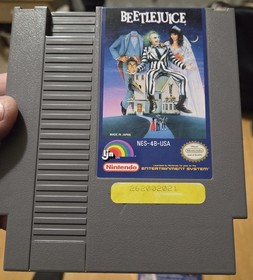 BEETLEJUICE
MADE IN JAPAN
NES-4B-USA
ljn
Nintendo
ENTERTAINMENT SYSTEM